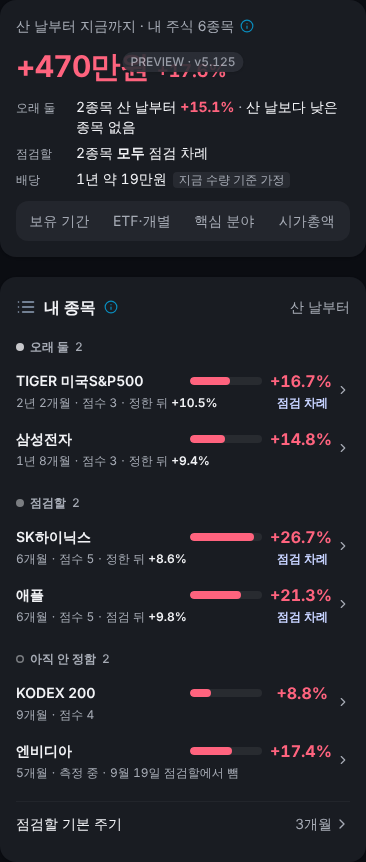 산 날부터 지금까지 · 내 주식 6종목
+470만원 +17.6%
PREVIEW · v5.125
오래 둘 2종목 산 날부터 +15.1% · 산 날보다 낮은
종목 없음
점검할 2종목 모두 점검 차례
배당 1년 약 19만원 지금 수량 기준 가정
보유 기간 ETF·개별 핵심 분야 시가총액
내 종목 산 날부터
오래 둘 2
TIGER 미국S&P500 +16.7%
2년 2개월 · 점수 3 · 정한 뒤 +10.5% 점검 차례
삼성전자 +14.8%
1년 8개월 · 점수 3 · 정한 뒤 +9.4%
점검할 2
SK하이닉스 +26.7%
6개월 · 점수 5 · 정한 뒤 +8.6% 점검 차례
애플 +21.3%
6개월 · 점수 5 · 점검 뒤 +9.8% 점검 차례
아직 안 정함 2
KODEX 200 +8.8%
9개월 · 점수 4
엔비디아 +17.4%
5개월 · 측정 중 · 9월 19일 점검할에서 뺌
점검할 기본 주기 3개월